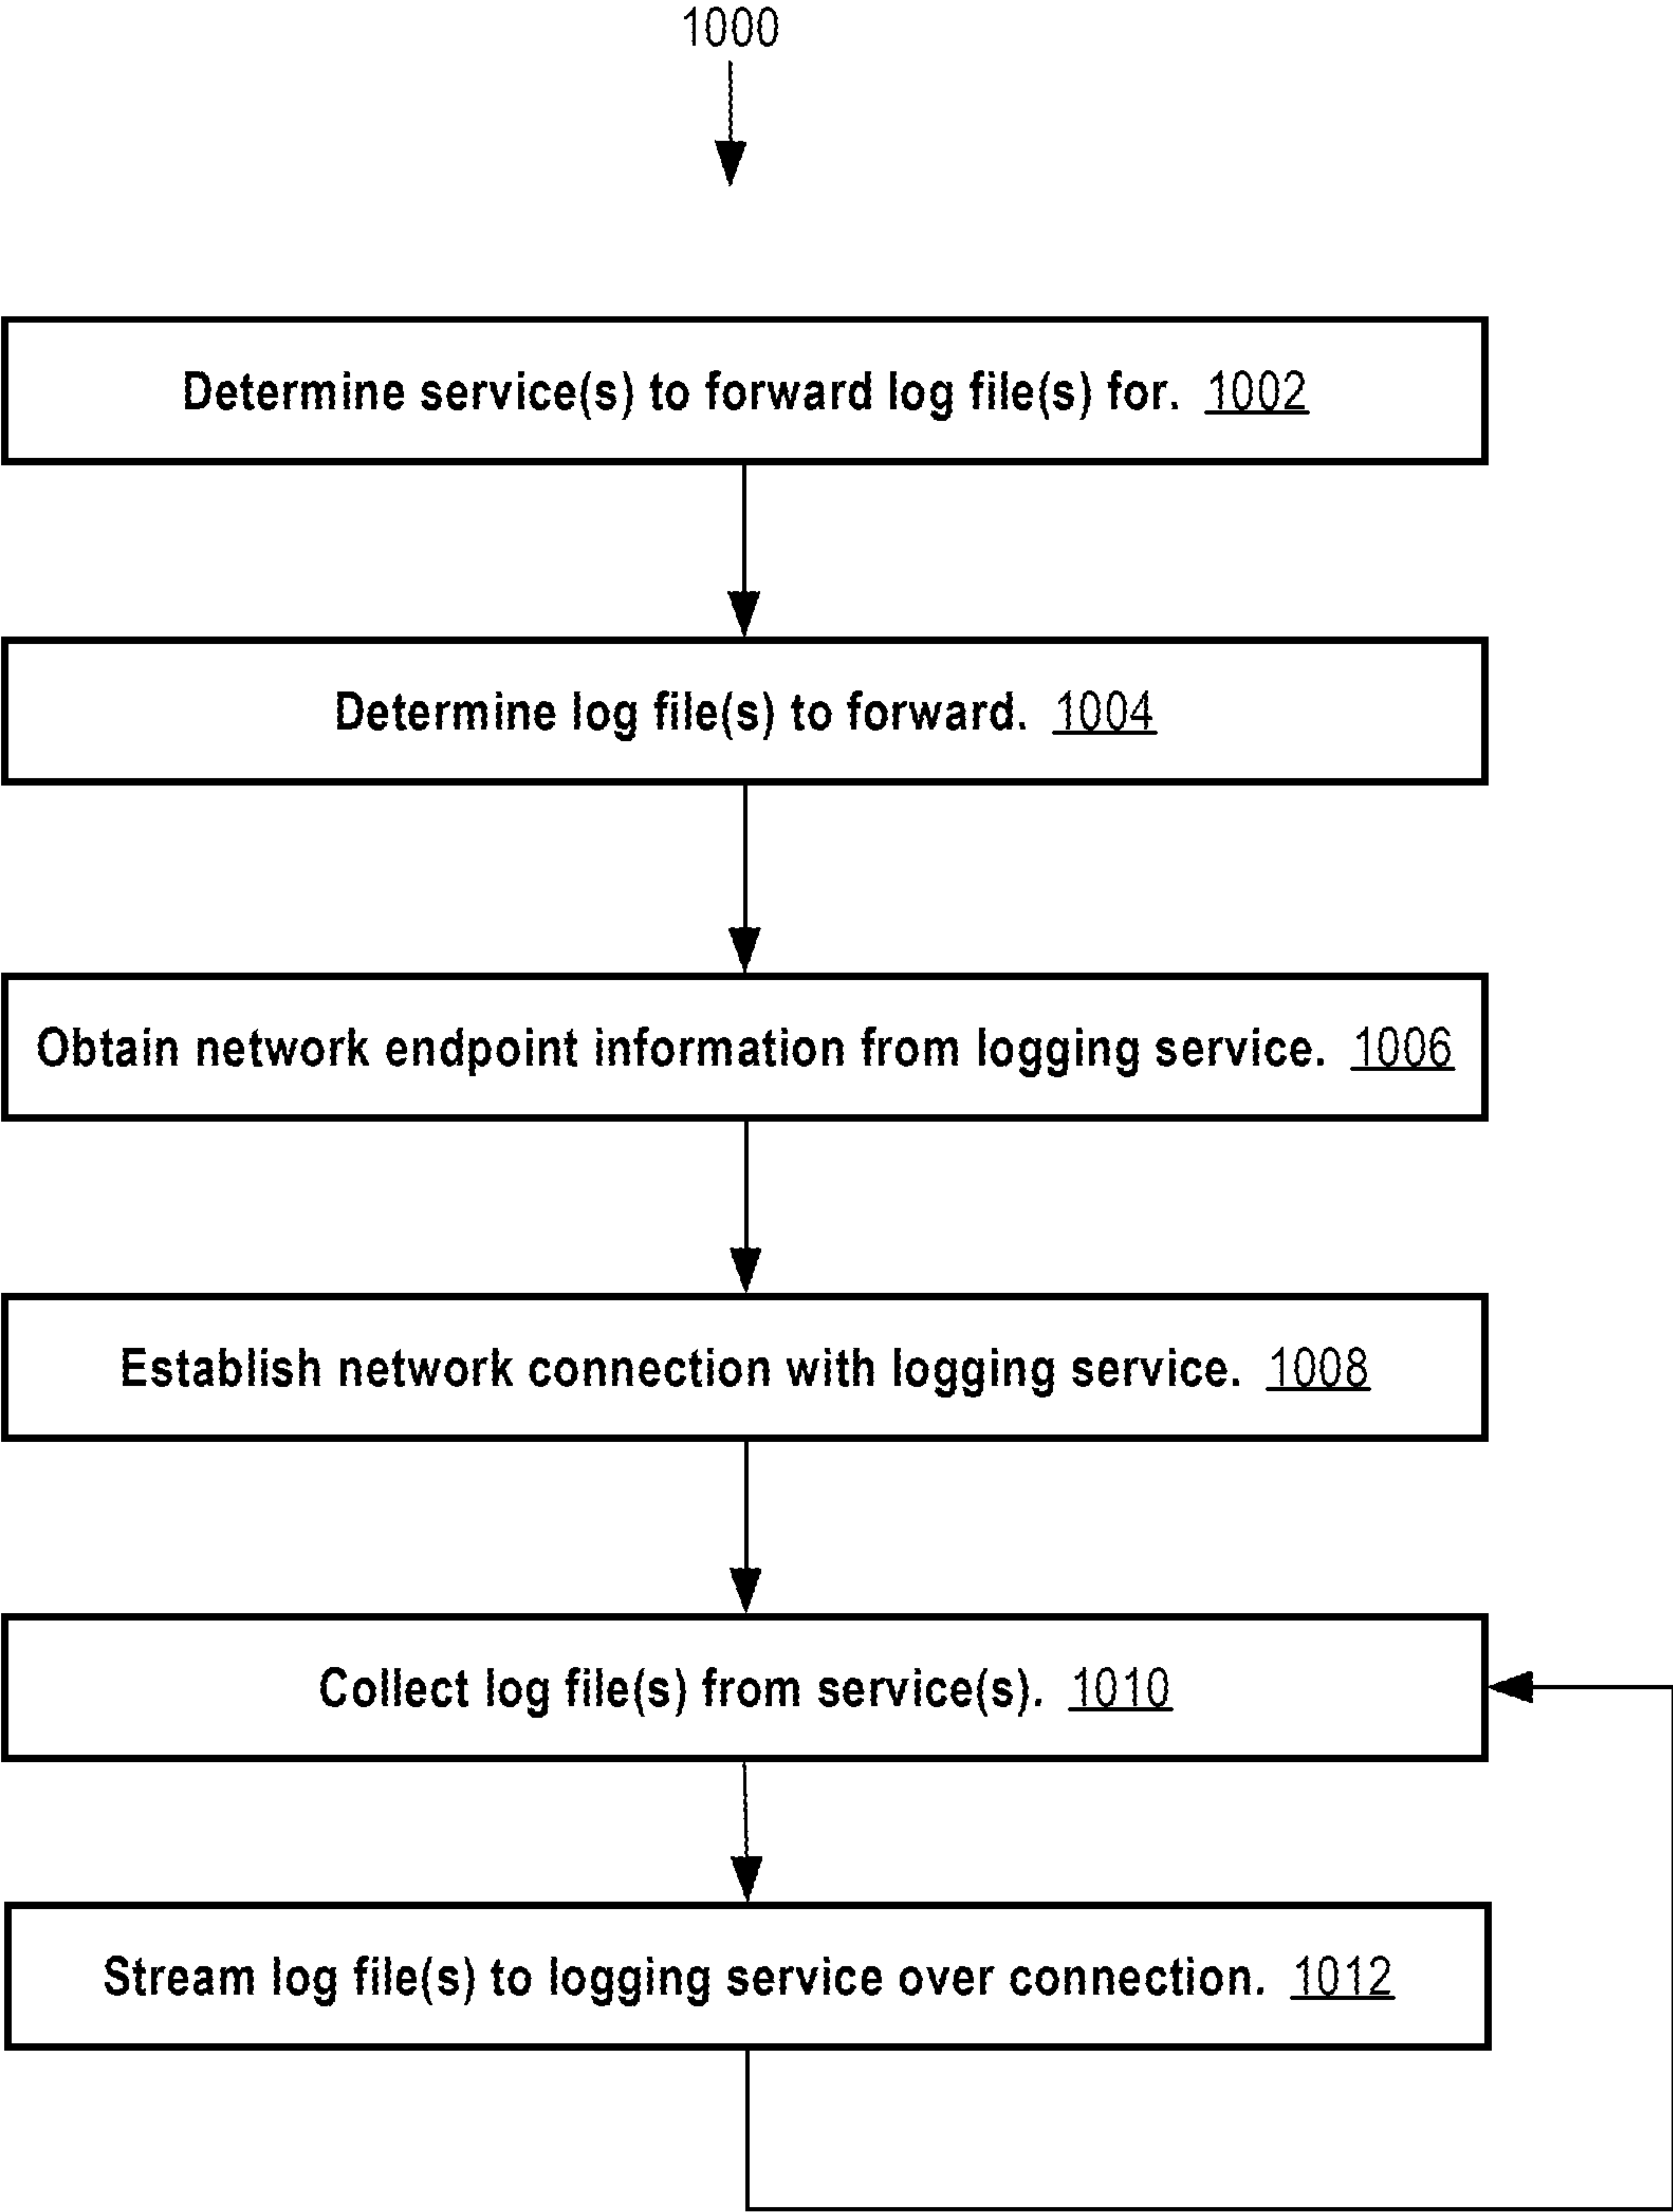 1000
Determine service(s) to forward log file(s) for. 1002
Determine log file(s) to forward. 1004
Obtain network endpoint information from logging service. 1006
Establish network connection with logging service. 1008
Collect log file(s) from service(s). 1010
Stream log file(s) to logging service over connection. 1012